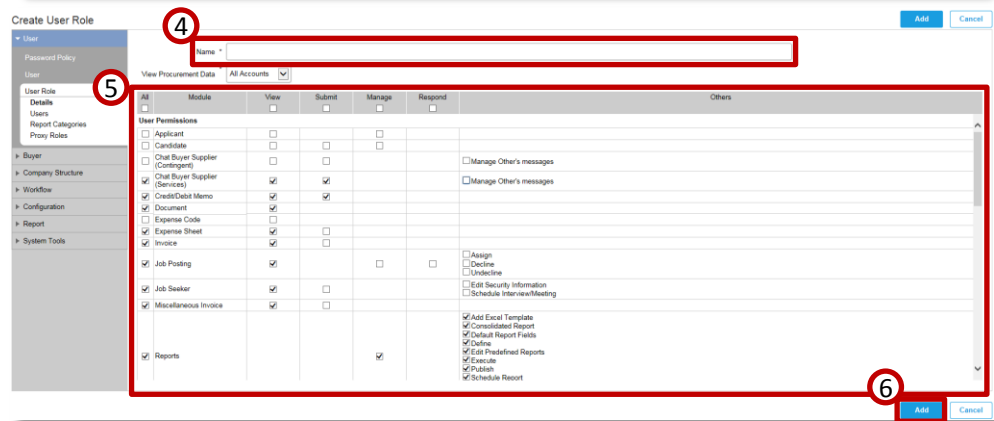 Create User Role
Add
Cancel
4
User
Password Policy
User
User Role
Details
Users
Report Categories
Proxy Roles
Buyer
Company Structure
Workflow
Configuration
Report
System Tools
Name *
View Procurement Data * All Accounts
5
All Module View Submit Manage Respond Others
User Permissions
Applicant
Candidate
Chat Buyer Supplier
(Contingent)
Manage Other's messages
Chat Buyer Supplier
(Services)
Manage Other's messages
Credit/Debit Memo
Document
Expense Code
Expense Sheet
Invoice
Job Posting
Assign
Decline
Undecline
Job Seeker
Edit Security Information
Schedule Interview/Meeting
Miscellaneous Invoice
Reports
Add Excel Template
Consolidated Report
Default Report Fields
Define
Edit Predefined Reports
Execute
Publish
Schedule Report
6
Add
Cancel